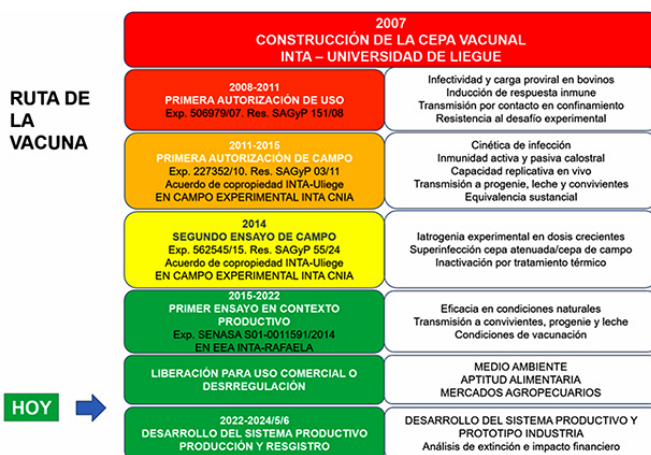 2007
CONSTRUCCIÓN DE LA CEPA VACUNAL
INTA – UNIVERSIDAD DE LIEGUE
RUTA DE
LA
VACUNA
2008-2011
PRIMERA AUTORIZACIÓN DE USO
Exp. 506979/07. Res. SAGyP 151/08
Infectividad y carga proviral en bovinos
Inducción de respuesta inmune
Transmisión por contacto en confinamiento
Resistencia al desafío experimental
2011-2015
PRIMERA AUTORIZACIÓN DE CAMPO
Exp. 227352/10. Res. SAGyP 03/11
Acuerdo de copropiedad INTA-Uliege
EN CAMPO EXPERIMENTAL INTA CNIA
Cinética de infección
Inmunidad activa y pasiva calostral
Capacidad replicativa en vivo
Transmisión a progenie, leche y convivientes
Equivalencia sustancial
2014
SEGUNDO ENSAYO DE CAMPO
Exp. 562545/15. Res. SAGyP 55/24
Acuerdo de copropiedad INTA-Uliege
EN CAMPO EXPERIMENTAL INTA CNIA
Iatrogenia experimental en dosis crecientes
Superinfección cepa atenuada/cepa de campo
Inactivación por tratamiento térmico
2015-2022
PRIMER ENSAYO EN CONTEXTO
PRODUCTIVO
Exp. SENASA S01-0011591/2014
EN EEA INTA-RAFAELA
Eficacia en condiciones naturales
Transmisión a convivientes, progenie y leche
Condiciones de vacunación
LIBERACIÓN PARA USO COMERCIAL O
DESRREGULACIÓN
MEDIO AMBIENTE
APTITUD ALIMENTARIA
MERCADOS AGROPECUARIOS
HOY
2022-2024/5/6
DESARROLLO DEL SISTEMA PRODUCTIVO
PRODUCCIÓN Y RESGISTRO
DESARROLLO DEL SISTEMA PRODUCTIVO Y
PROTOTIPO INDUSTRIA
Análisis de extinción e impacto financiero